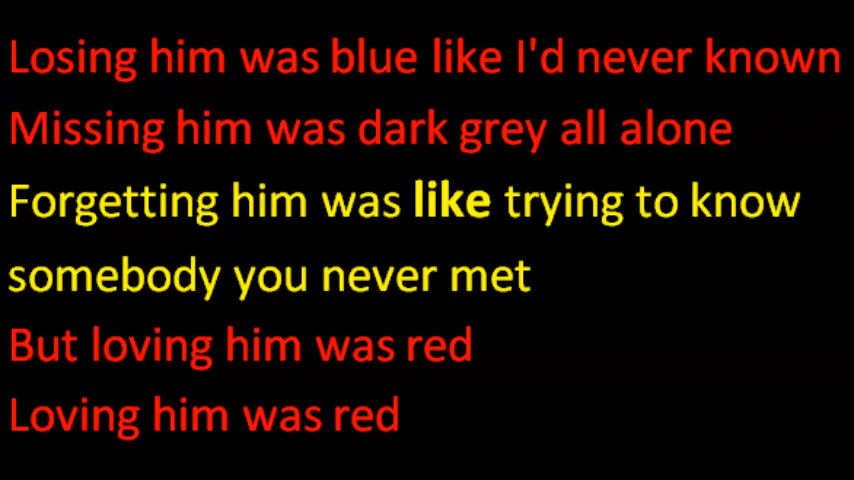 Losing him was blue like I'd never known
Missing him was dark grey all alone
Forgetting him was like trying to know
somebody you never met
But loving him was red
Loving him was red